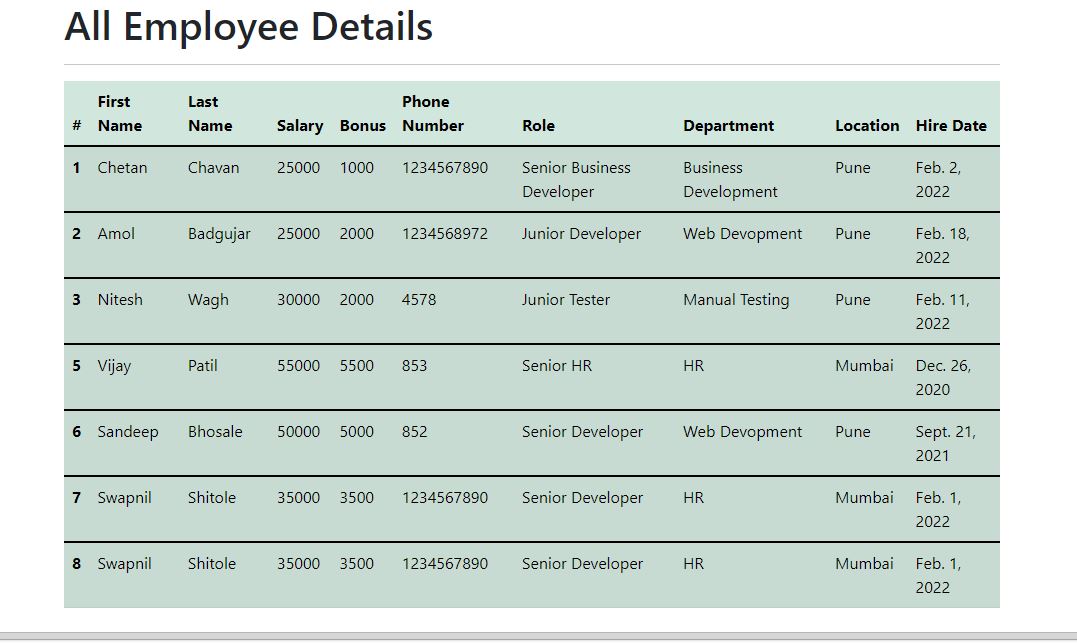 All Employee Details
# First Name Last Name Salary Bonus Phone Number Role Department Location Hire Date
1 Chetan Chavan 25000 1000 1234567890 Senior Business Developer Business Development Pune Feb. 2, 2022
2 Amol Badgujar 25000 2000 1234568972 Junior Developer Web Devopment Pune Feb. 18, 2022
3 Nitesh Wagh 30000 2000 4578 Junior Tester Manual Testing Pune Feb. 11, 2022
5 Vijay Patil 55000 5500 853 Senior HR HR Mumbai Dec. 26, 2020
6 Sandeep Bhosale 50000 5000 852 Senior Developer Web Devopment Pune Sept. 21, 2021
7 Swapnil Shitole 35000 3500 1234567890 Senior Developer HR Mumbai Feb. 1, 2022
8 Swapnil Shitole 35000 3500 1234567890 Senior Developer HR Mumbai Feb. 1, 2022